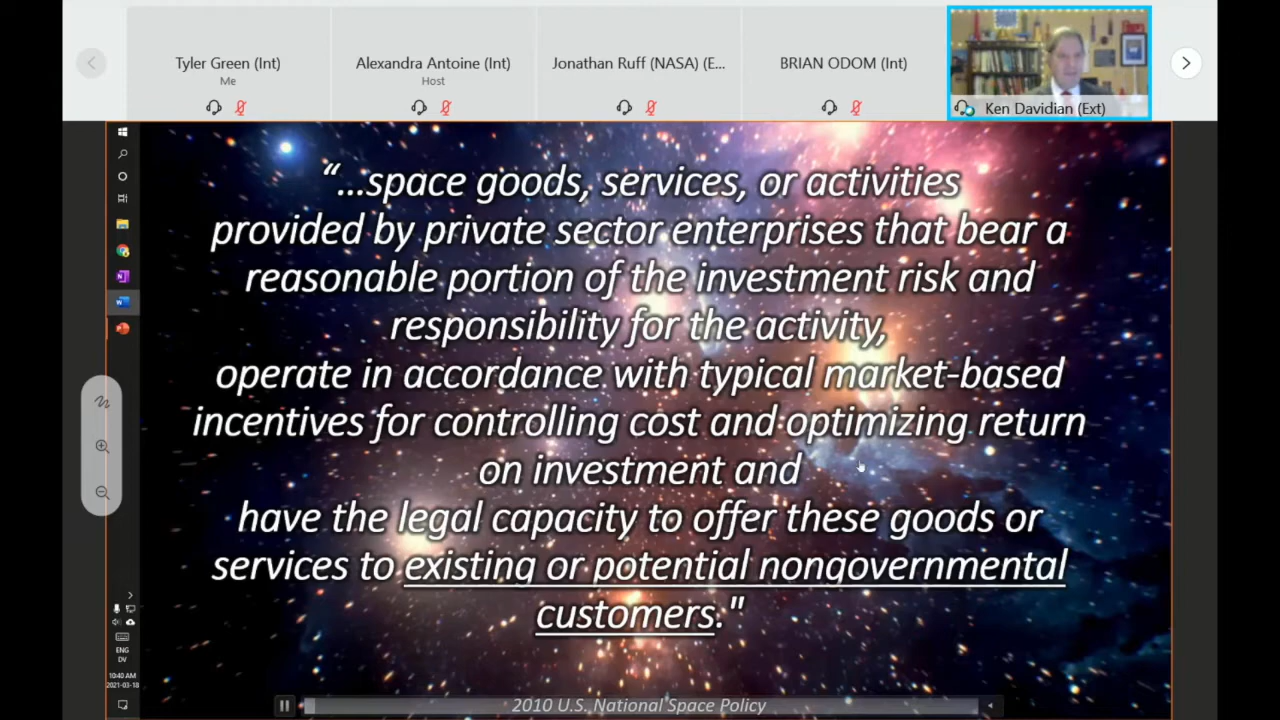 Tyler Green (Int)
Me
Alexandra Antoine (Int)
Host
Jonathan Ruff (NASA) (E...
BRIAN ODOM (Int)
Ken Davidian (Ext)
“...space goods, services, or activities
provided by private sector enterprises that bear a
reasonable portion of the investment risk and
responsibility for the activity,
operate in accordance with typical market-based
incentives for controlling cost and optimizing return
on investment and
have the legal capacity to offer these goods or
services to existing or potential nongovernmental
customers."
ENG
DV
10:40 AM
2021-03-18
2010 U.S. National Space Policy